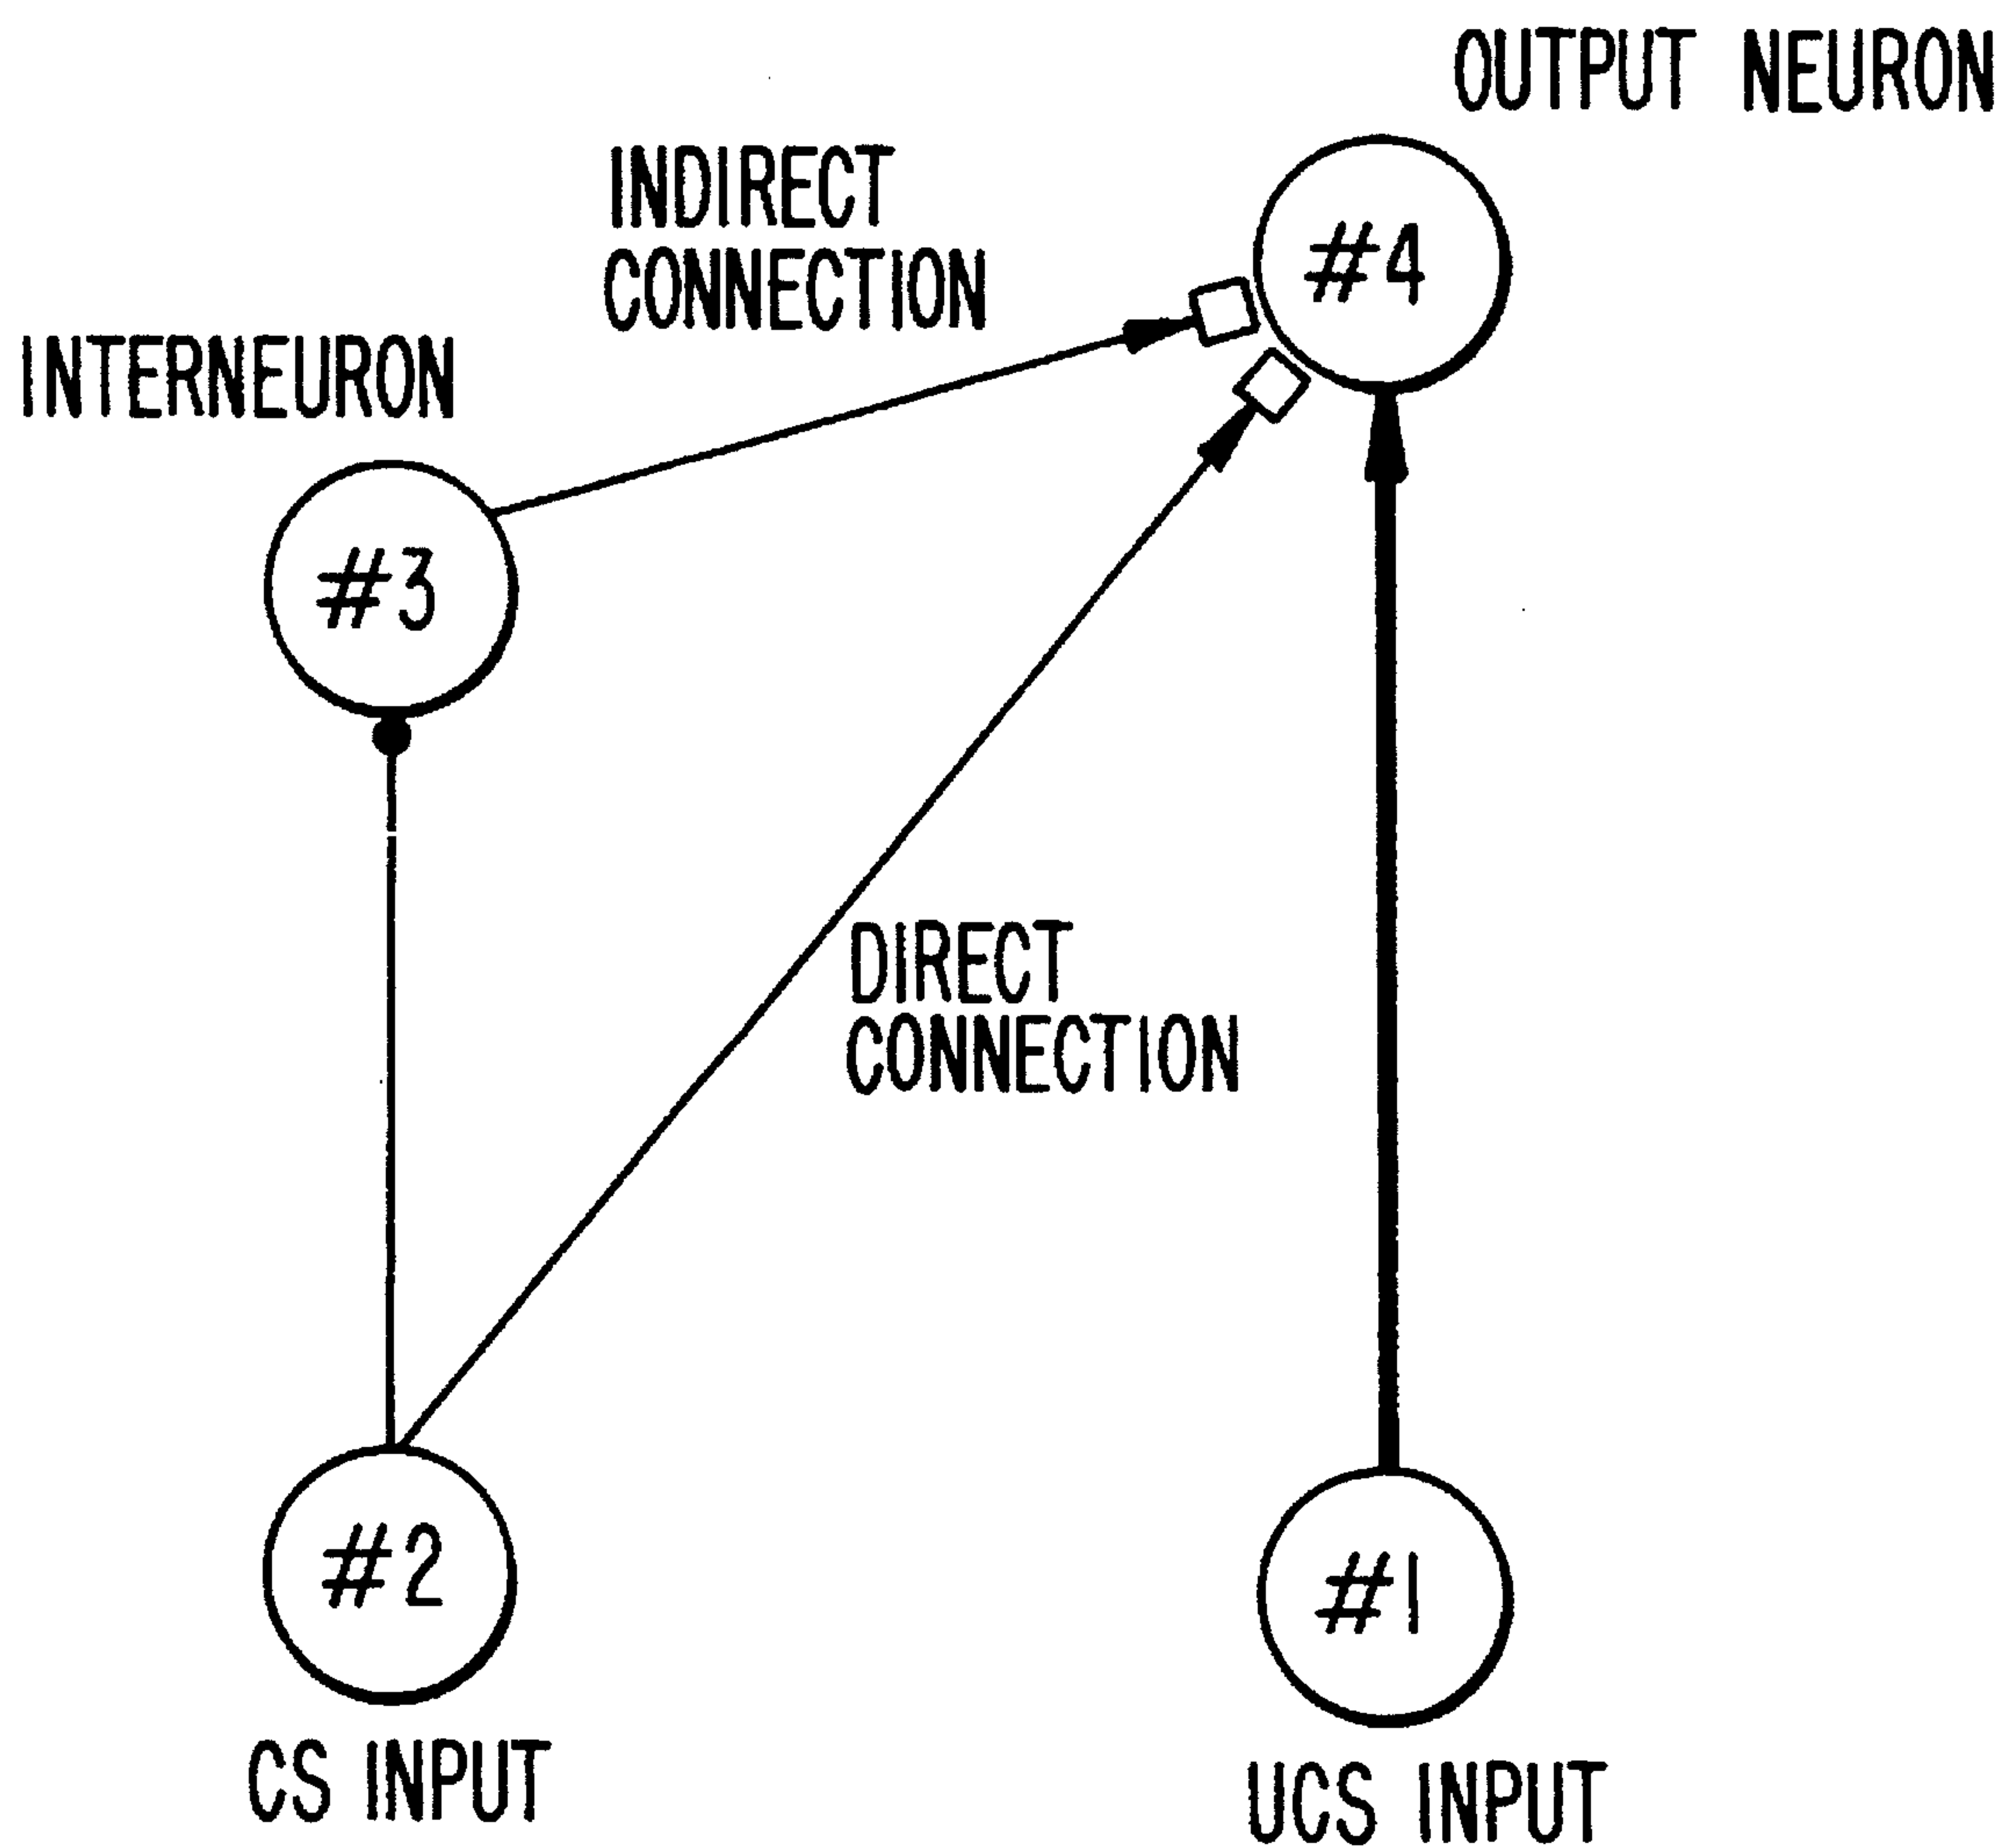 OUTPUT NEURON
INDIRECT
CONNECTION
#4
INTERNEURON
#3
DIRECT
CONNECTION
#2
#1
CS INPUT
UCS INPUT